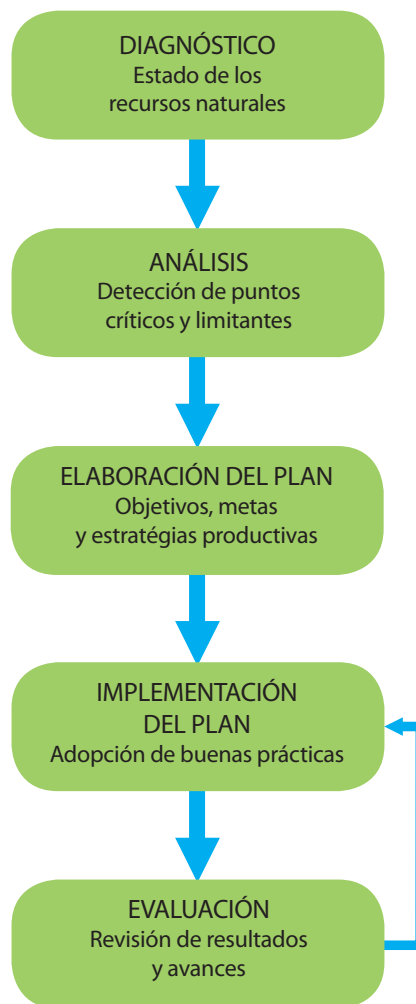 DIAGNÓSTICO
Estado de los
recursos naturales
ANÁLISIS
Detección de puntos
críticos y limitantes
ELABORACIÓN DEL PLAN
Objetivos, metas
y estratégias productivas
IMPLEMENTACIÓN
DEL PLAN
Adopción de buenas prácticas
EVALUACIÓN
Revisión de resultados
y avances